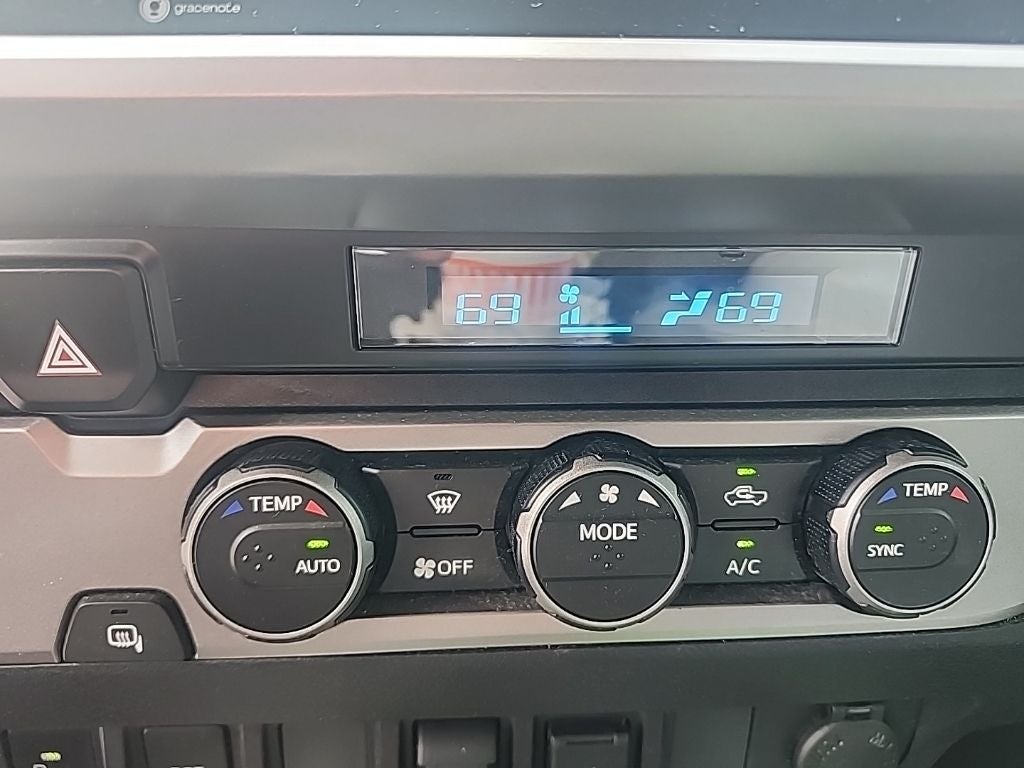 gracenote
69 69
TEMP
AUTO
OFF
MODE
A/C
TEMP
SYNC